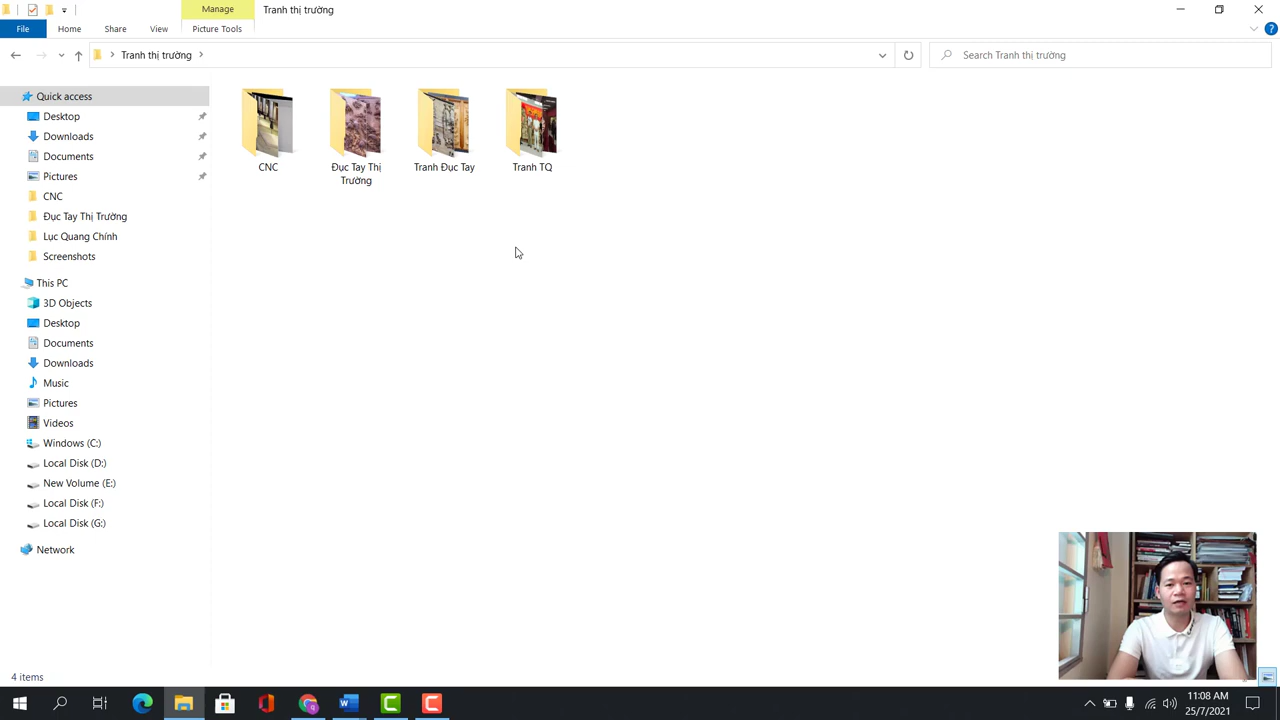 Manage
Tranh thị trường
File
Home
Share
View
Picture Tools
Tranh thị trường
Search Tranh thị trường
Quick access
Desktop
Downloads
Documents
Pictures
CNC
Đục Tay Thị Trường
Lục Quang Chính
Screenshots
This PC
3D Objects
Desktop
Documents
Downloads
Music
Pictures
Videos
Windows (C:)
Local Disk (D:)
New Volume (E:)
Local Disk (F:)
Local Disk (G:)
Network
CNC
Đục Tay Thị
Trường
Tranh Đục Tay
Tranh TQ
4 items
11:08 AM
25/7/2021